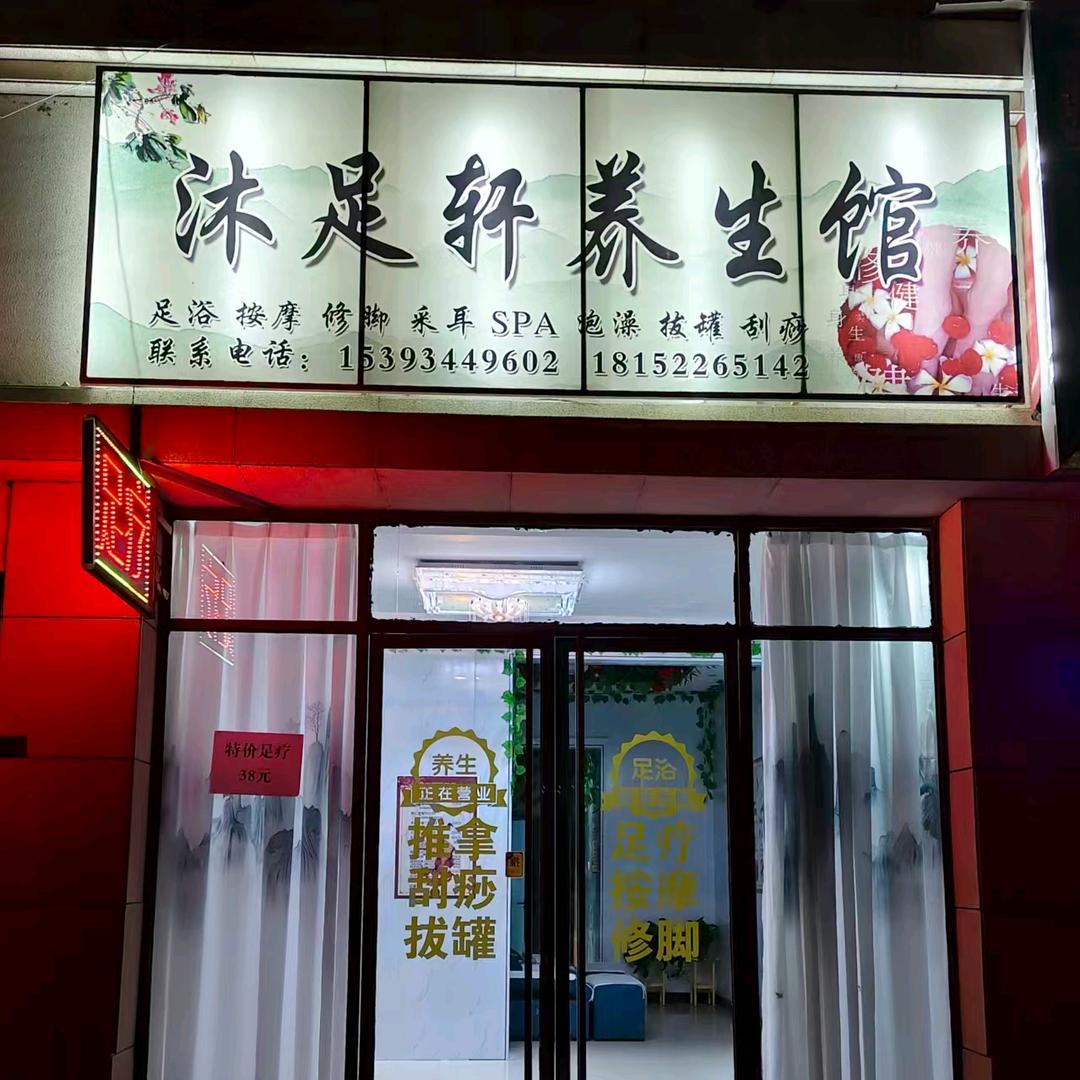 沐足轩养生馆
足浴 按摩 修脚 采耳 SPA 泡澡 拔罐 刮痧
联系电话：15393449602 18152265142
特价足疗
38元
养生
正在营业
推拿
刮痧
拔罐
足浴
足疗
按摩
修脚